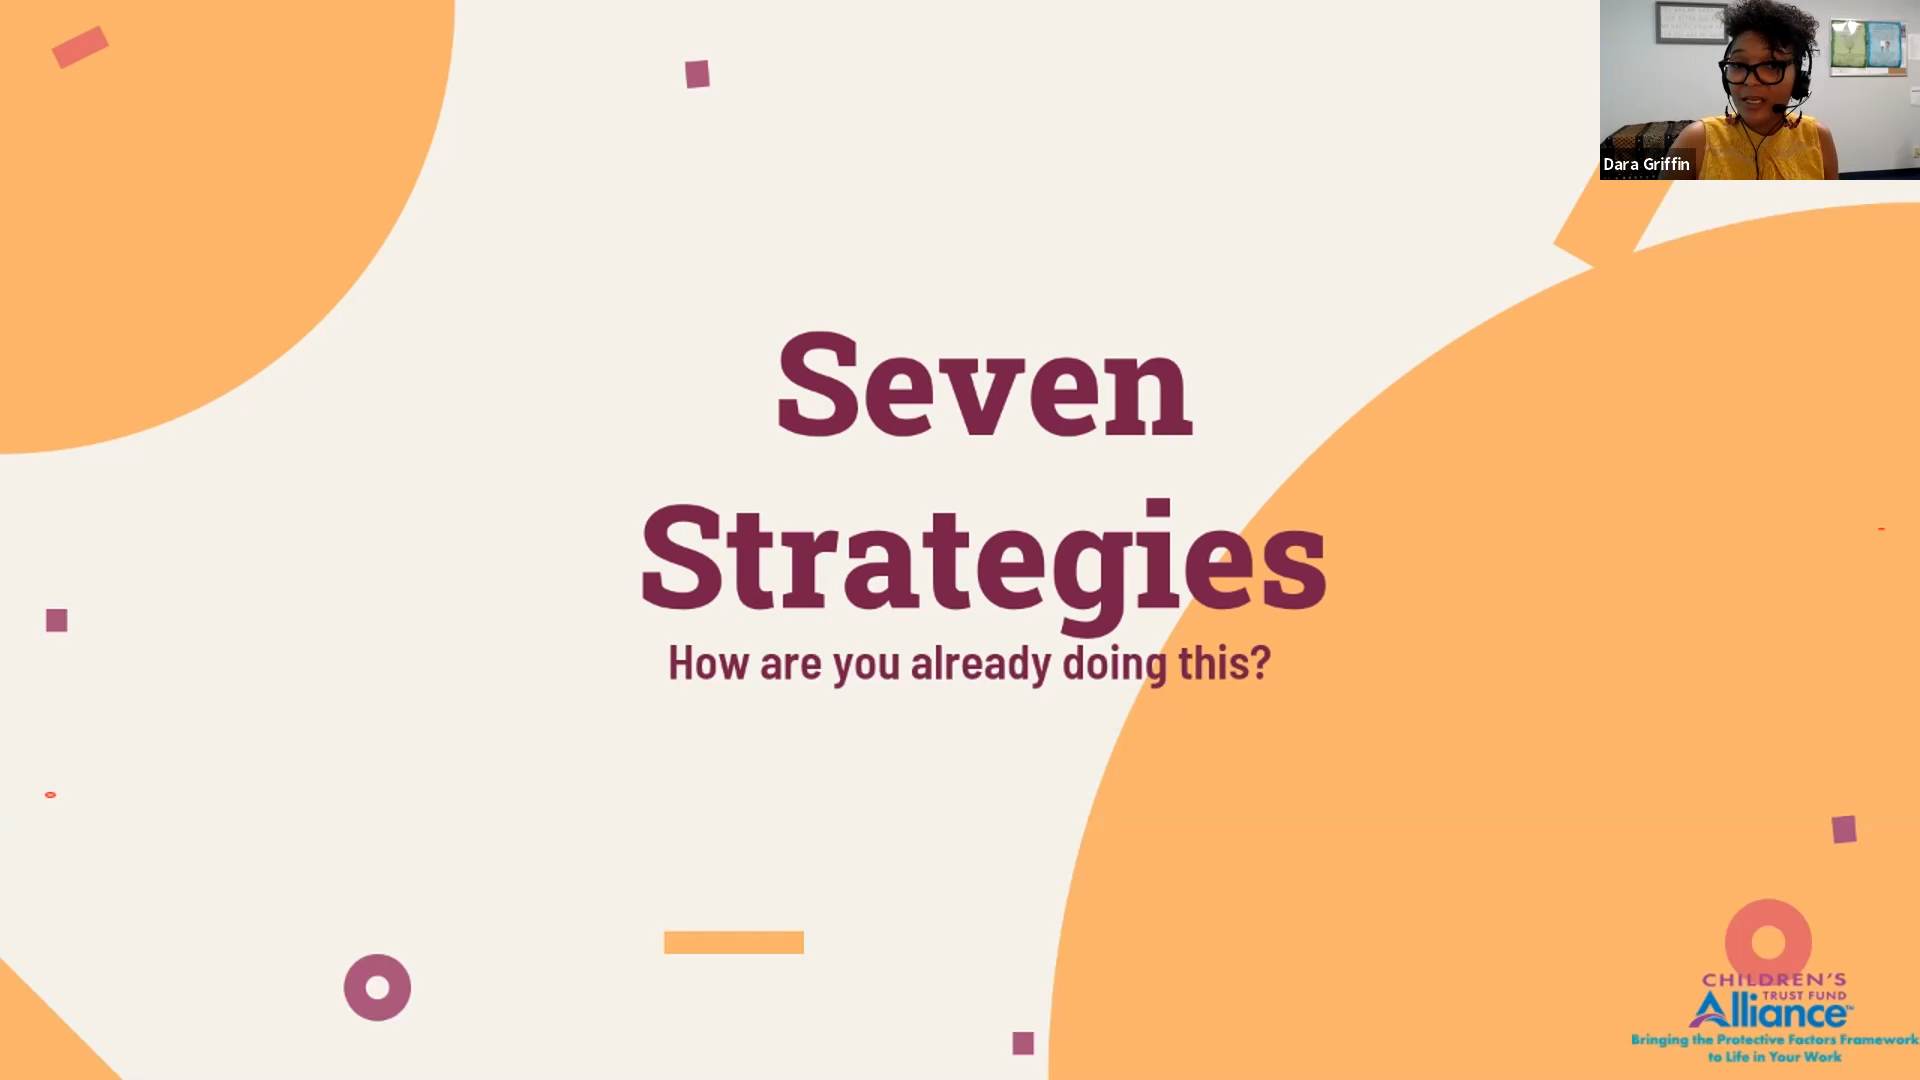 Dara Griffin
Seven
Strategies
How are you already doing this?
CHILDREN'S
TRUST FUND
Alliance™
Bringing the Protective Factors Framework
to Life in Your Work